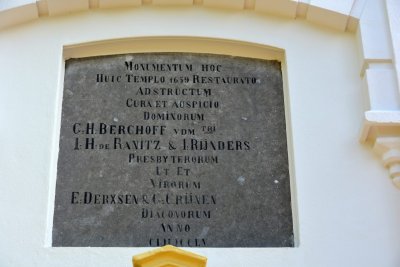 Monumentum hoc
Huic Templo 1659 Restaurato
Adstructum
Cura et auspicio
Dominorum
C.H. Berchoff vdm
I.H. de Ranitz & J. Rijnders
Presbyterorum
Ut Et
Virorum
E. Derksen &
Diaconorum
Anno